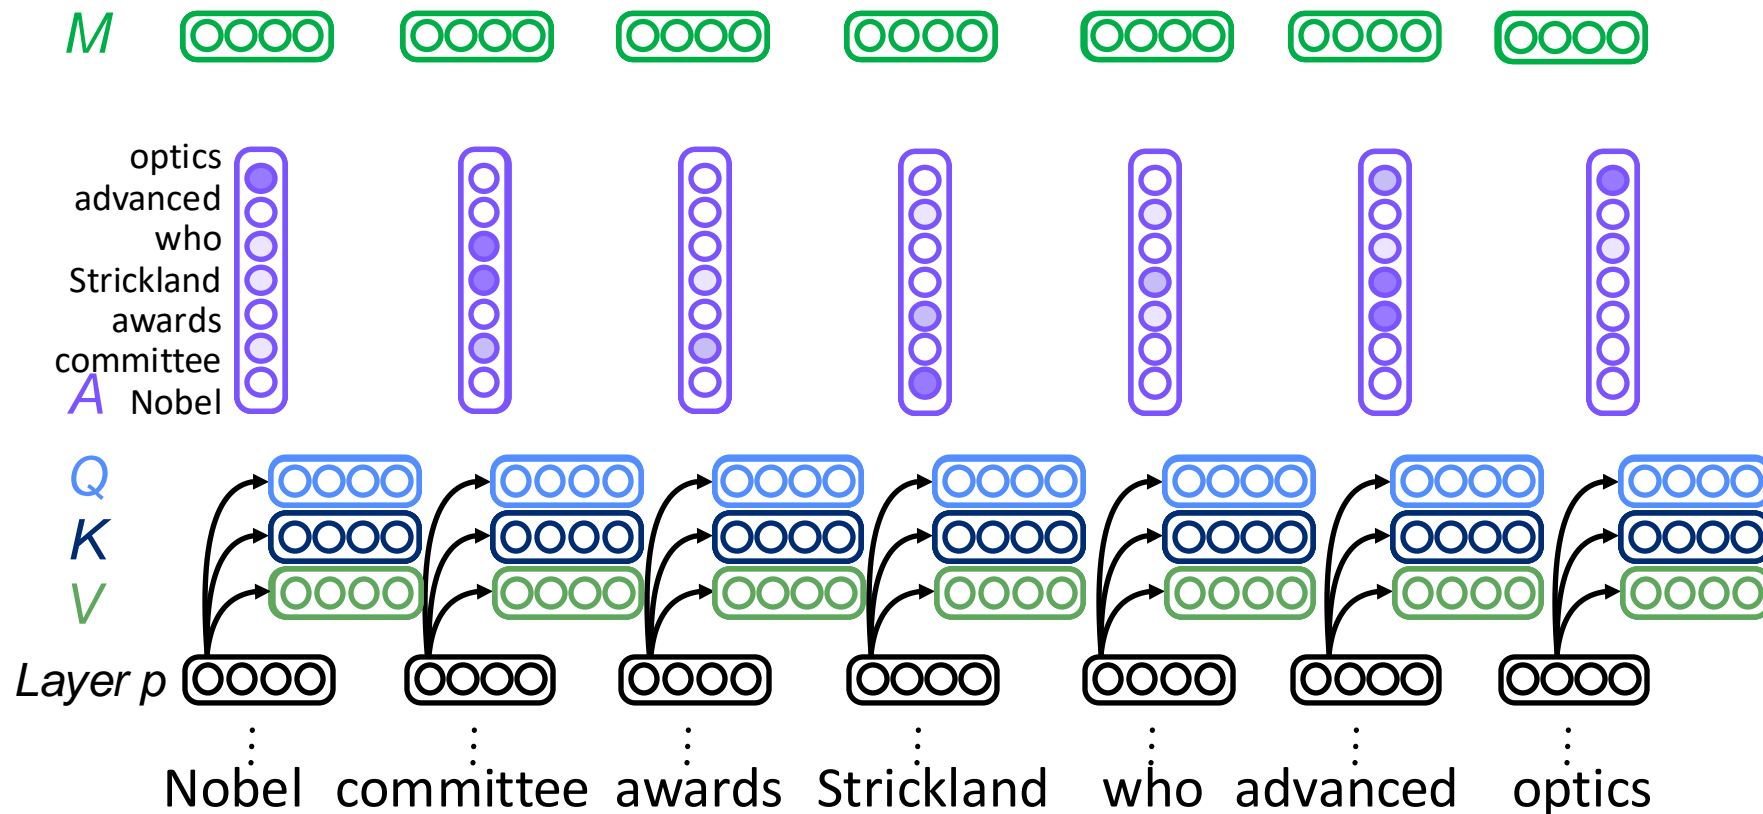 M
optics
advanced
who
Strickland
awards
committee
A Nobel
Q
K
V
Layer p
Nobel committee awards Strickland who advanced optics